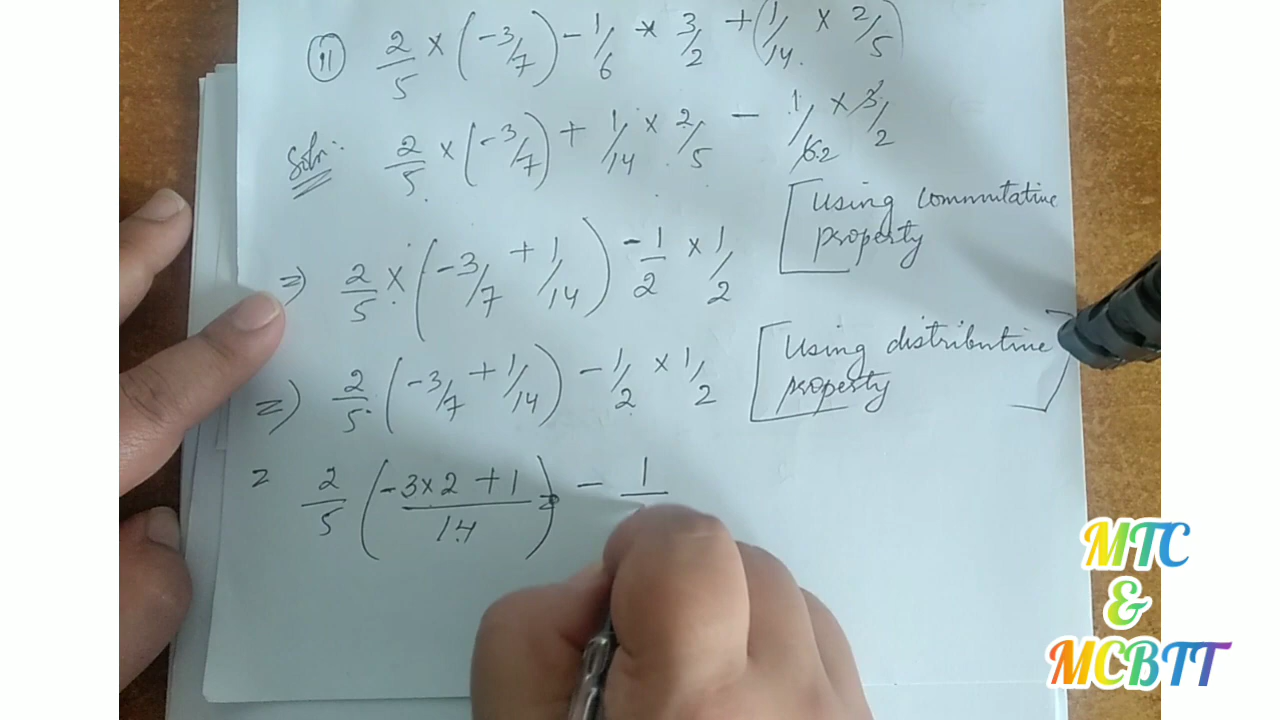 (ii) 2/5 × (-3/7) - 1/6 × 3/2 + (1/14 × 2/5)
Soln:- 2/5 × (-3/7) + 1/14 × 2/5 - 1/6.2 × 3/2
[Using commutative
property
=) 2/5 × (-3/7 + 1/14) - 1/2 × 1/2
[Using distributive
property]
=) 2/5 (-3/7 + 1/14) - 1/2 × 1/2
= 2/5 (-3×2 + 1/14) - 1
MTC
&
MCBTT